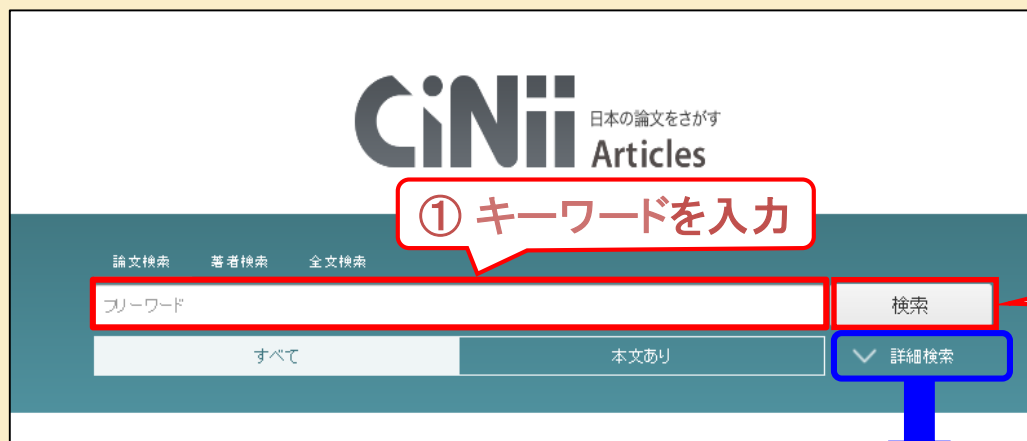 CiNii
日本の論文をさがす
Articles
① キーワードを入力
論文検索 著者検索 全文検索
フリーワード
検索
すべて
本文あり
詳細検索